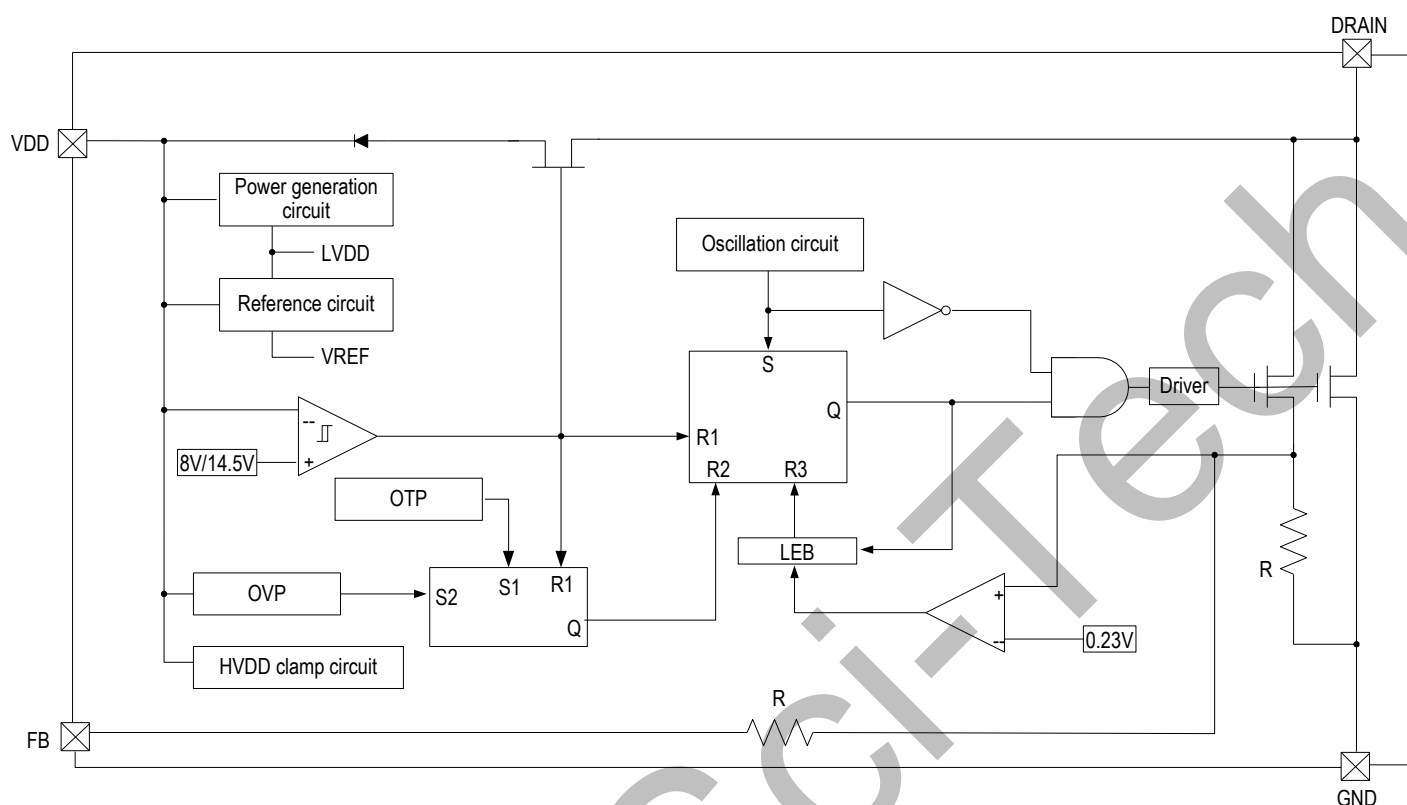 DRAIN
VDD
Power generation
circuit
LVDD
Oscillation circuit
Reference circuit
VREF
S
Driver
Q
-- 
+
8V/14.5V
R1
R2
R3
OTP
LEB
R
OVP
S2
S1
R1
Q
+
--
0.23V
HVDD clamp circuit
R
FB
GND
Sci-Tech